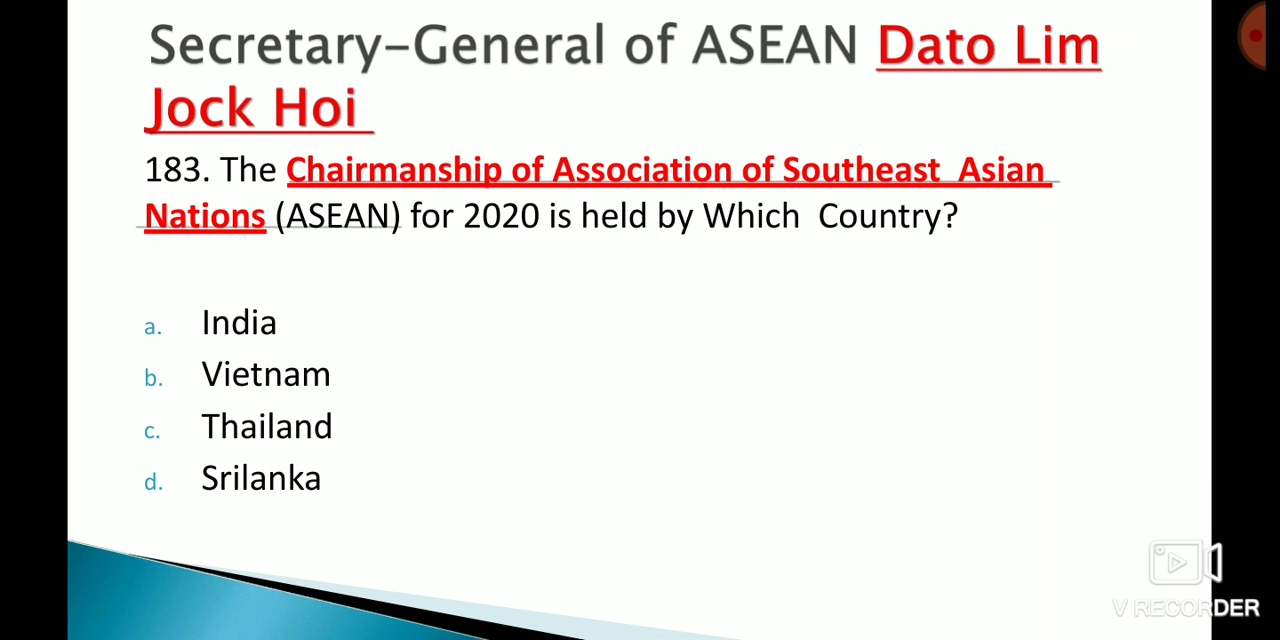 Secretary-General of ASEAN Dato Lim
Jock Hoi
183. The Chairmanship of Association of Southeast Asian
Nations (ASEAN) for 2020 is held by Which Country?
a. India
b. Vietnam
c. Thailand
d. Srilanka
V RECORDER